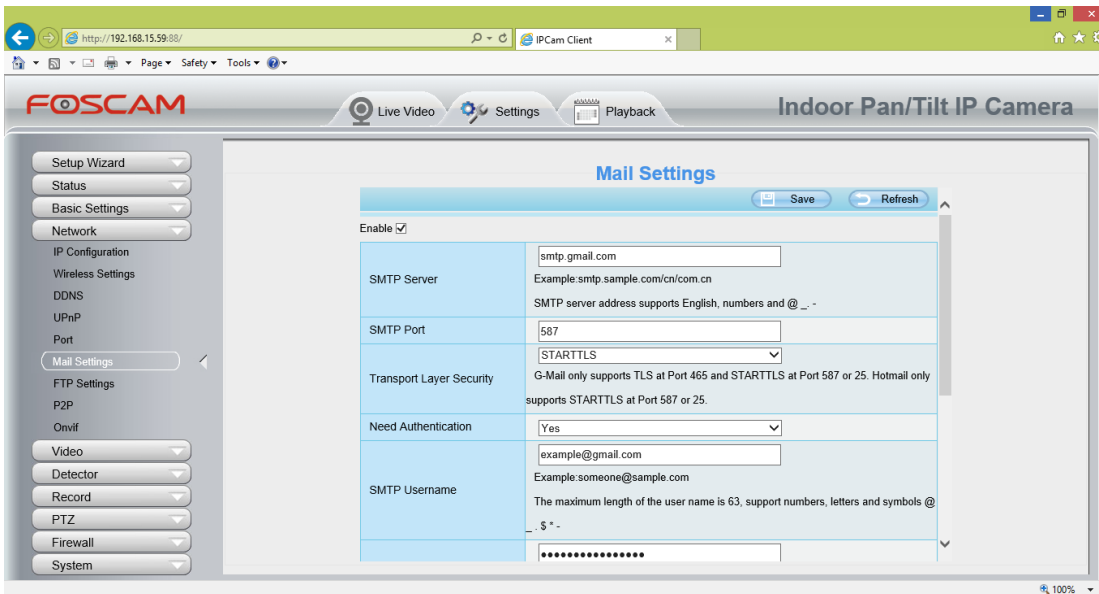 http://192.168.15.59:88/
IPCam Client
Page Safety Tools
FOSCAM
Live Video
Settings
Playback
Indoor Pan/Tilt IP Camera
Setup Wizard
Status
Basic Settings
Network
IP Configuration
Wireless Settings
DDNS
UPnP
Port
Mail Settings
FTP Settings
P2P
Onvif
Video
Detector
Record
PTZ
Firewall
System
Mail Settings
Save Refresh
Enable
SMTP Server
smtp.gmail.com
Example:smtp.sample.com/cn/com.cn
SMTP server address supports English, numbers and @ _. -
SMTP Port
587
Transport Layer Security
STARTTLS
G-Mail only supports TLS at Port 465 and STARTTLS at Port 587 or 25. Hotmail only
supports STARTTLS at Port 587 or 25.
Need Authentication
Yes
SMTP Username
example@gmail.com
Example:someone@sample.com
The maximum length of the user name is 63, support numbers, letters and symbols @
_ . $ * -
••••••••••••••••
100%